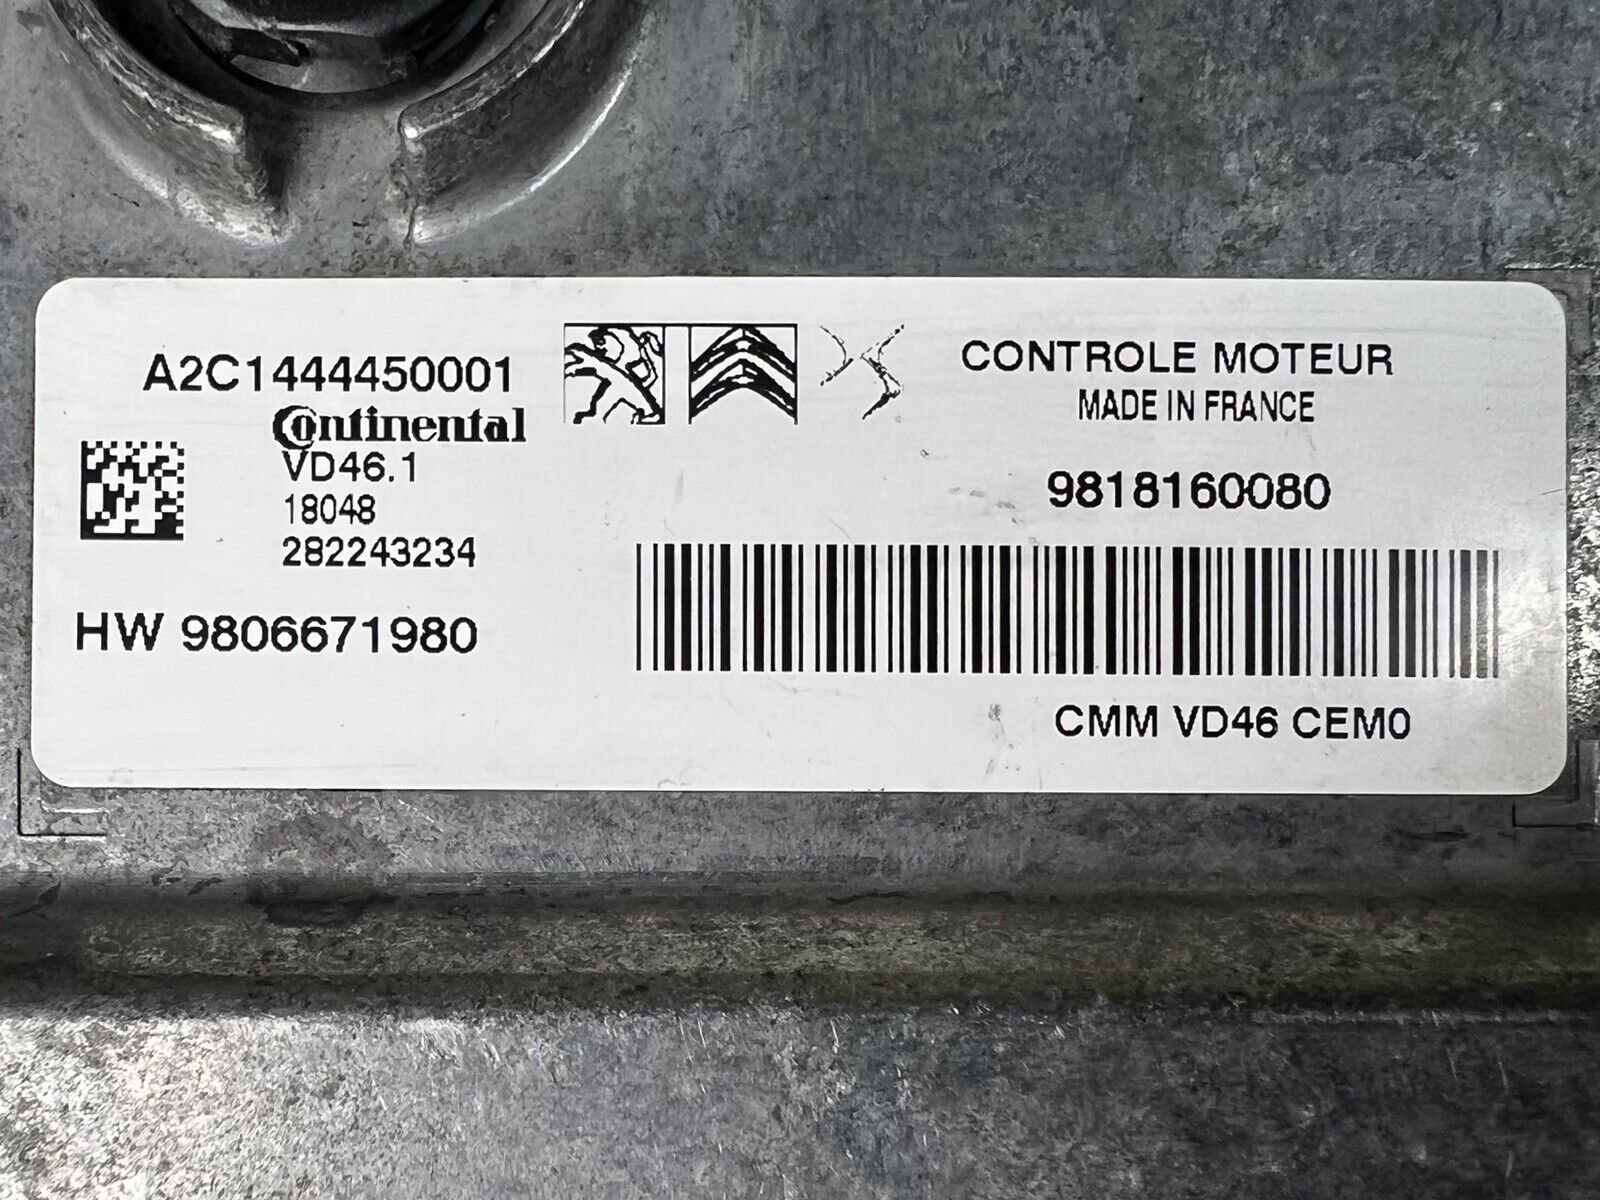 A2C1444450001
Continental
VD46.1
18048
282243234
HW 9806671980
CONTROLE MOTEUR
MADE IN FRANCE
9818160080
CMM VD46 CEM0